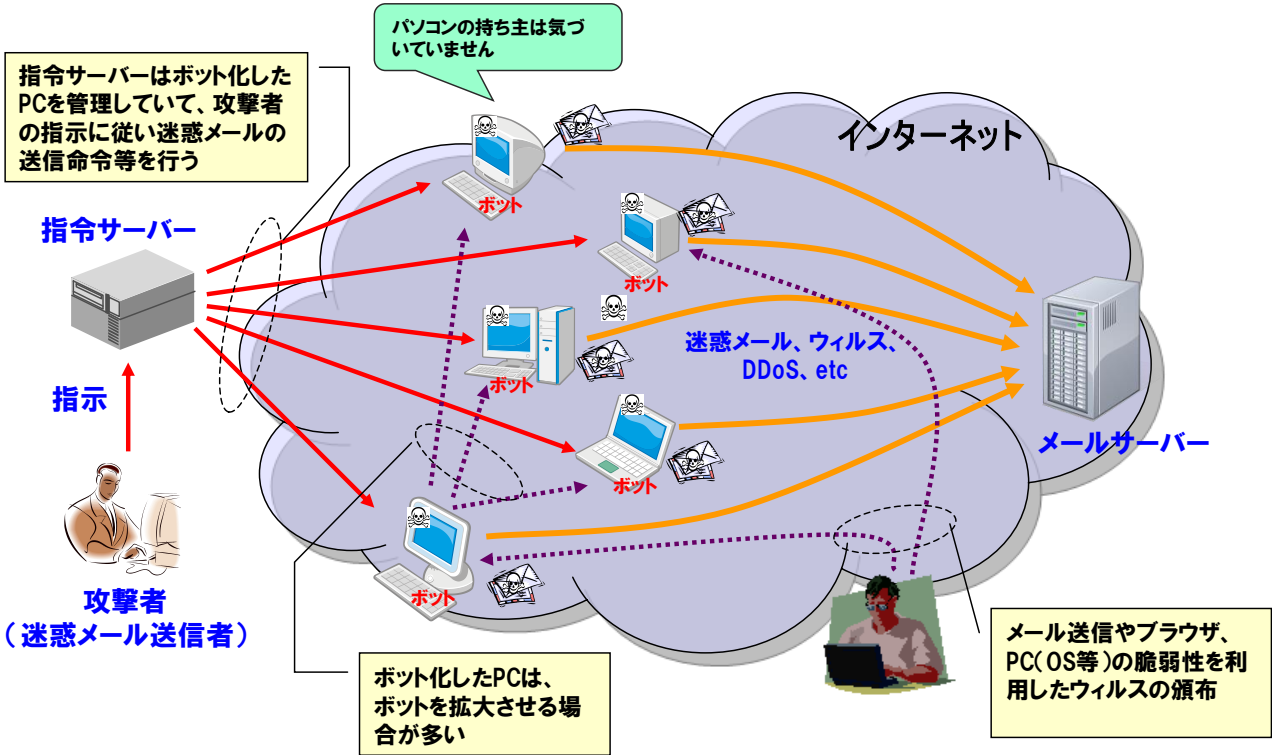 パソコンの持ち主は気づ
いていません
指令サーバーはボット化した
PCを管理していて、攻撃者
の指示に従い迷惑メールの
送信命令等を行う
インターネット
指令サーバー
ボット
ボット
ボット
迷惑メール、ウィルス、
DDoS、etc
指示
メールサーバー
ボット
ボット
攻撃者
(迷惑メール送信者)
ボット化したPCは、
ボットを拡大させる場
合が多い
メール送信やブラウザ、
PC(OS等)の脆弱性を利
用したウィルスの頒布